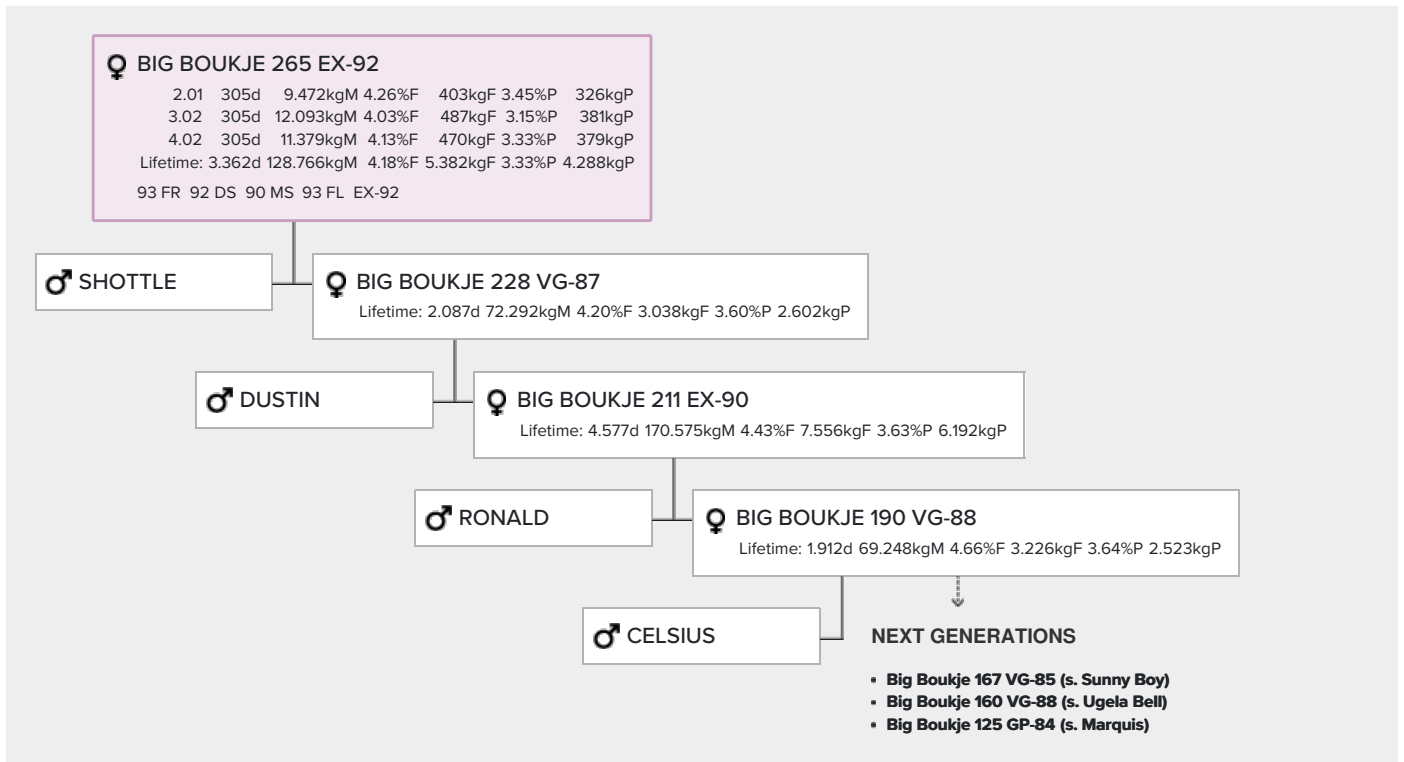 BIG BOUKJE 265 EX-92
2.01 305d 9.472kgM 4.26%F 403kgF 3.45%P 326kgP
3.02 305d 12.093kgM 4.03%F 487kgF 3.15%P 381kgP
4.02 305d 11.379kgM 4.13%F 470kgF 3.33%P 379kgP
Lifetime: 3.362d 128.766kgM 4.18%F 5.382kgF 3.33%P 4.288kgP
93 FR 92 DS 90 MS 93 FL EX-92
SHOTTLE
BIG BOUKJE 228 VG-87
Lifetime: 2.087d 72.292kgM 4.20%F 3.038kgF 3.60%P 2.602kgP
DUSTIN
BIG BOUKJE 211 EX-90
Lifetime: 4.577d 170.575kgM 4.43%F 7.556kgF 3.63%P 6.192kgP
RONALD
BIG BOUKJE 190 VG-88
Lifetime: 1.912d 69.248kgM 4.66%F 3.226kgF 3.64%P 2.523kgP
CELSIUS
NEXT GENERATIONS
• Big Boukje 167 VG-85 (s. Sunny Boy)
• Big Boukje 160 VG-88 (s. Ugela Bell)
• Big Boukje 125 GP-84 (s. Marquis)